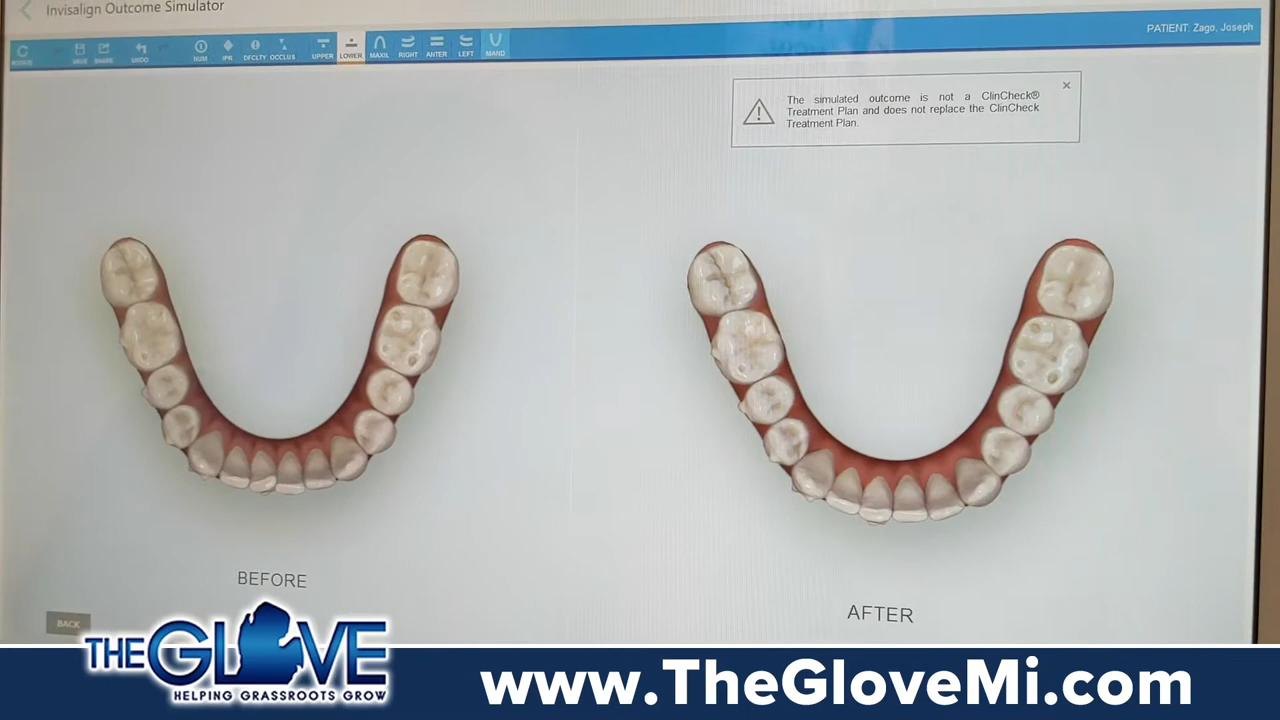 Invisalign Outcome Simulator
PATIENT: Zago, Joseph
ROTATE SAVE SHARE UNDO NUM IPR DFCLTY OCCLUS UPPER LOWER MAXIL RIGHT ANTER LEFT MAND
The simulated outcome is not a ClinCheck®
Treatment Plan and does not replace the ClinCheck
Treatment Plan.
BEFORE
AFTER
BACK
THE GLOVE
HELPING GRASSROOTS GROW
www.TheGloveMi.com